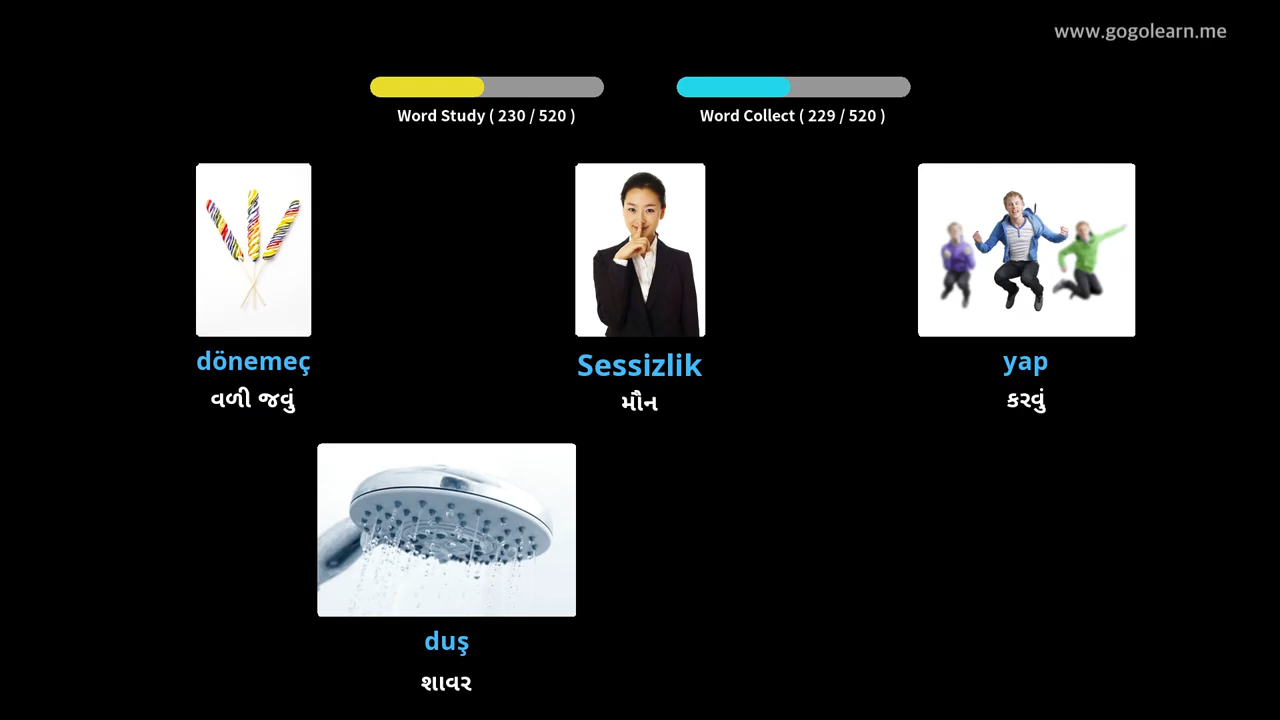 www.gogolearn.me
Word Study ( 230 / 520 )
Word Collect ( 229 / 520 )
dönemeç
વળી જવું
Sessizlik
મૌન
yap
કરવું
duş
શાવર